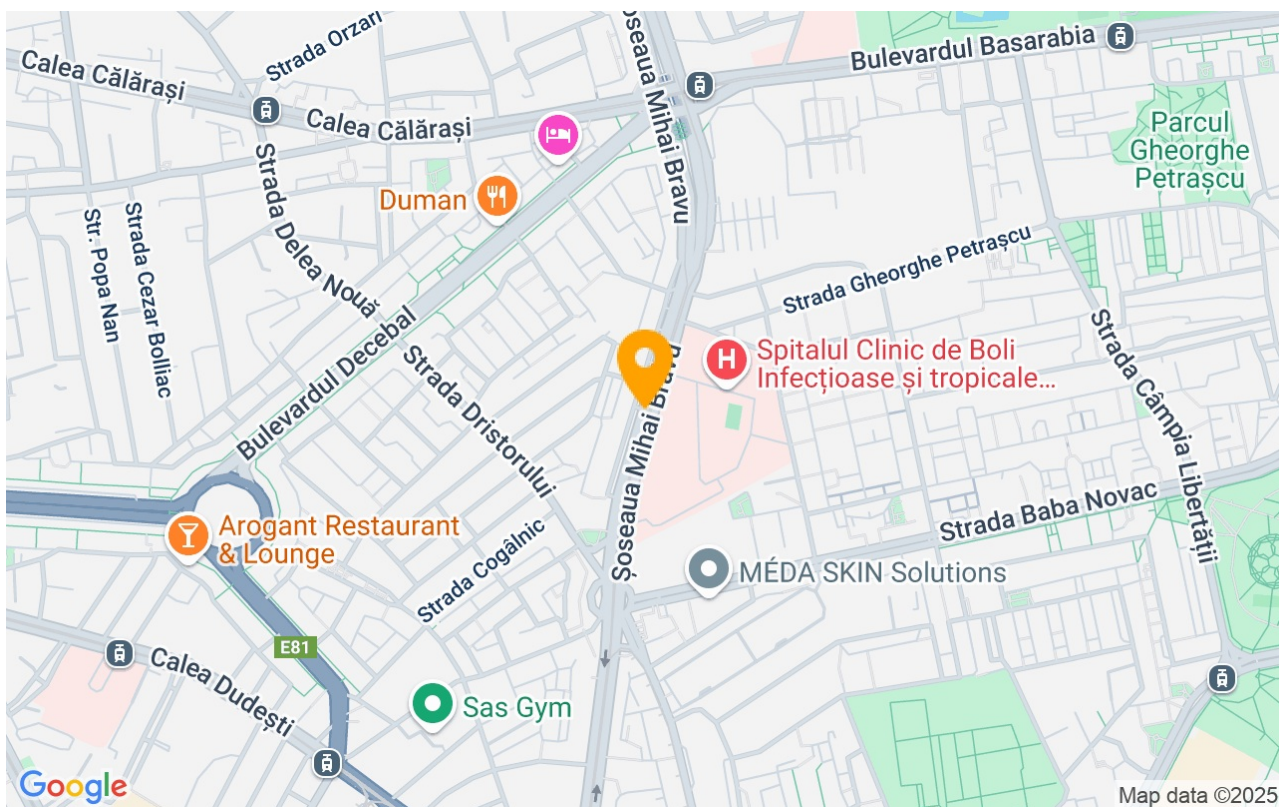 Calea Călărași
Strada Orzari
Șoseaua Mihai Bravu
Bulevardul Basarabia
Calea Călărași
Parcul
Gheorghe
Petrașcu
Duman
Strada Delea Nouă
Str. Popa Nan
Strada Cezar Bolliac
Strada Gheorghe Petrașcu
Bulevardul Decebal
Strada Dristorului
H
Spitalul Clinic de Boli
Infecțioase și tropicale...
Strada Câmpia Libertății
Șoseaua Mihai Bravu
Strada Baba Novac
Arogant Restaurant
& Lounge
Strada Cogâlnic
MÉDA SKIN Solutions
E81
Calea Dudești
Sas Gym
Google
Map data ©2025